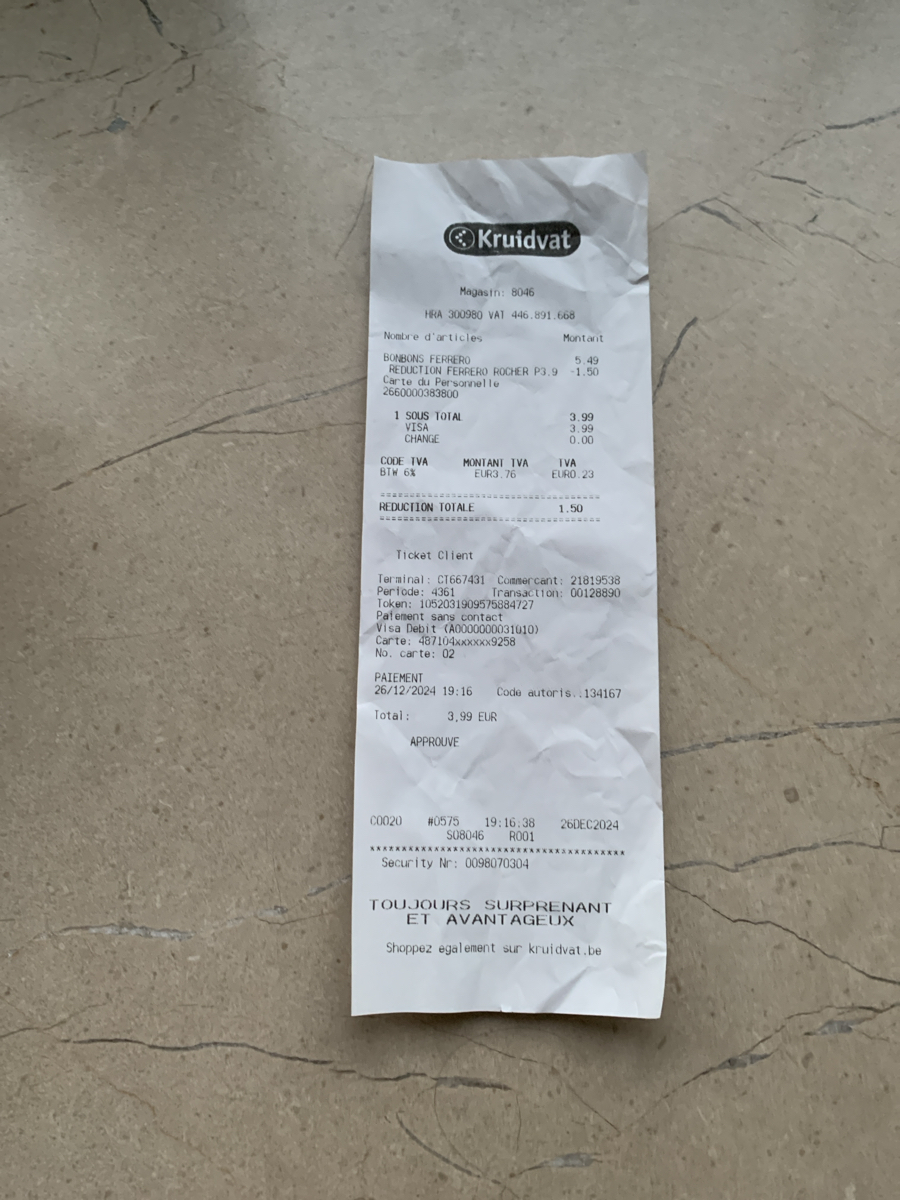 Kruidvat
Magasin: 8046
HRA 300980 VAT 446.891.668
Nombre d'articles Montant
BONBONS FERRERO 5.49
REDUCTION FERRERO ROCHER P3.9 -1.50
Carte du Personnelle
2660000383800
1 SOUS TOTAL 3.99
VISA 3.99
CHANGE 0.00
CODE TVA MONTANT TVA TVA
BTW 6% EUR3.76 EUR0.23
========================================
REDUCTION TOTALE 1.50
========================================
Ticket Client
Terminal: CT667431 Commercant: 21819538
Periode: 4361 Transaction: 00128890
Token: 1052031909575884727
Paiement sans contact
Visa Debit (A0000000031010)
Carte: 487104xxxxxx9258
No. carte: 02
PAIEMENT
26/12/2024 19:16 Code autoris.:134167
Total: 3,99 EUR
APPROUVE
C0020 #0575 19:16:38 26DEC2024
S08046 R001
******************************************
Security Nr: 0098070304
TOUJOURS SURPRENANT
ET AVANTAGEUX
Shoppez egalement sur kruidvat.be